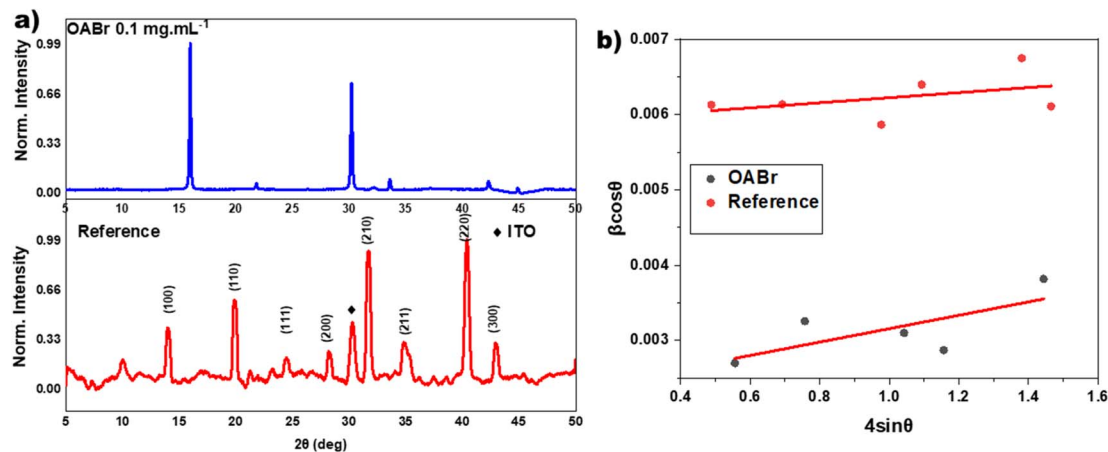 a)
OABr 0.1 mg.mL⁻¹
Norm. Intensity
0.99
0.66
0.33
0.00
5 10 15 20 25 30 35 40 45 50
Reference
◆ ITO
Norm. Intensity
0.99
0.66
0.33
0.00
(100)
(110)
(111)
(200)
◆
(210)
(211)
(220)
(300)
5 10 15 20 25 30 35 40 45 50
2θ (deg)
b)
βcosθ
0.007
0.006
0.005
0.004
0.003
OABr
Reference
0.4 0.6 0.8 1.0 1.2 1.4 1.6
4sinθ